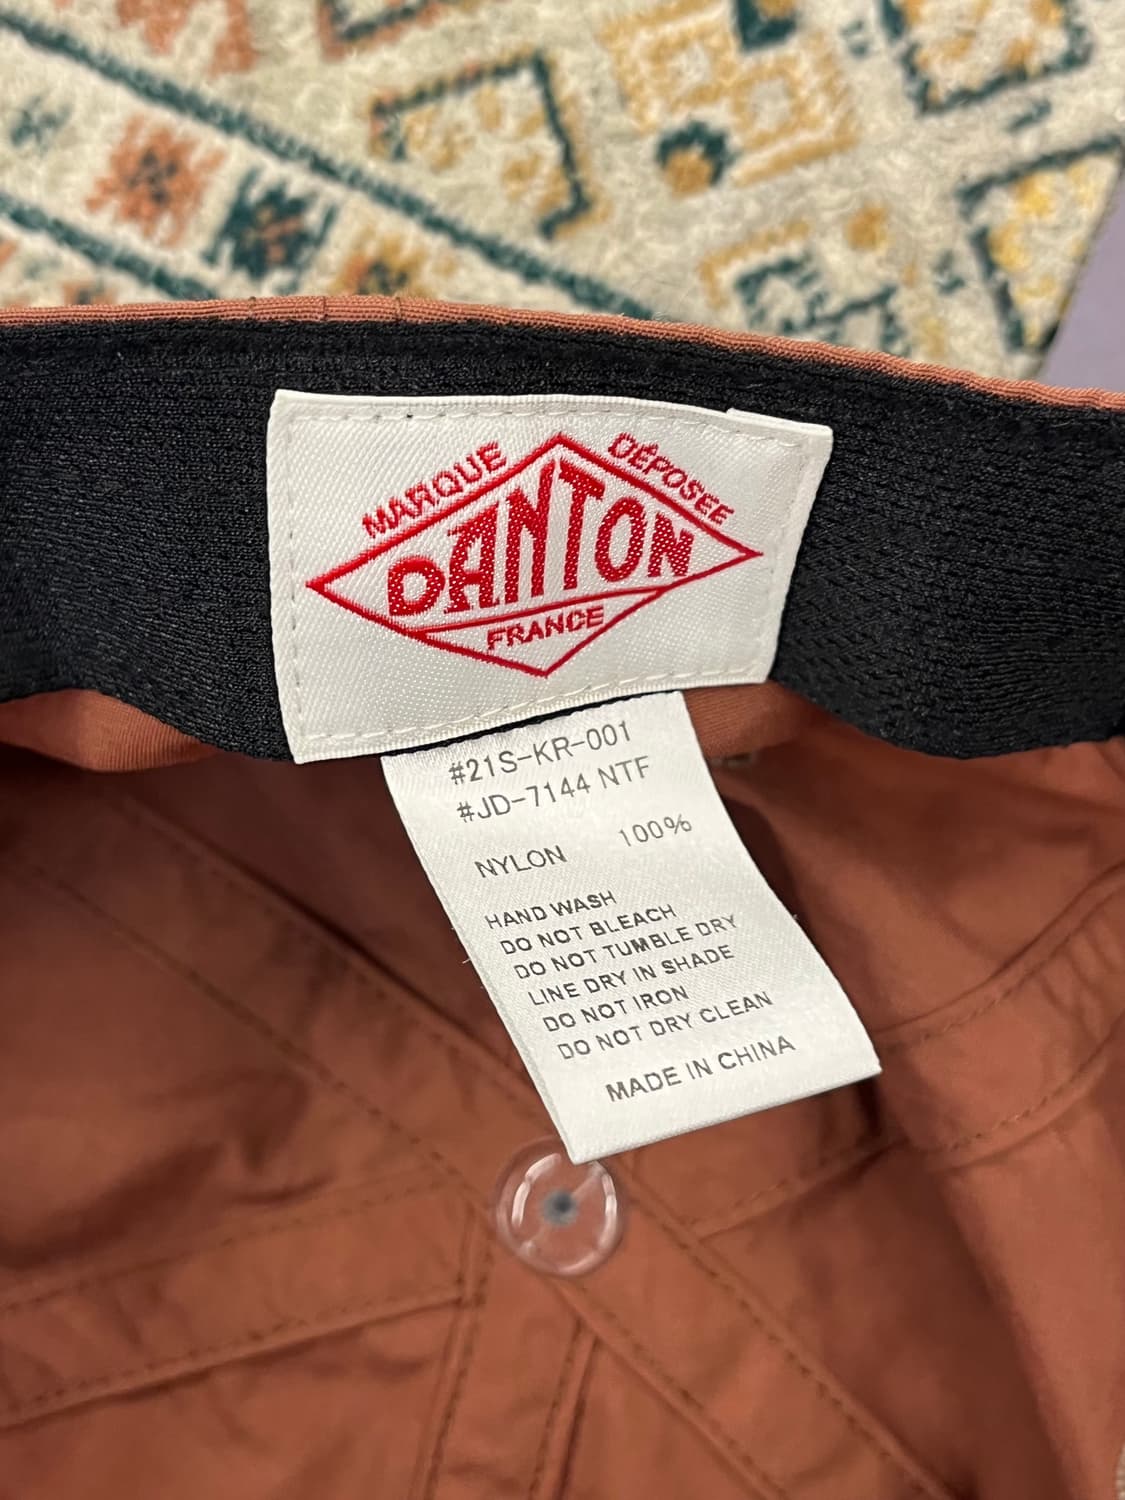 MARQUE DÉPOSEE
DANTON
FRANCE
#21S-KR-001
#JD-7144 NTF
NYLON 100%
HAND WASH
DO NOT BLEACH
DO NOT TUMBLE DRY
LINE DRY IN SHADE
DO NOT IRON
DO NOT DRY CLEAN
MADE IN CHINA